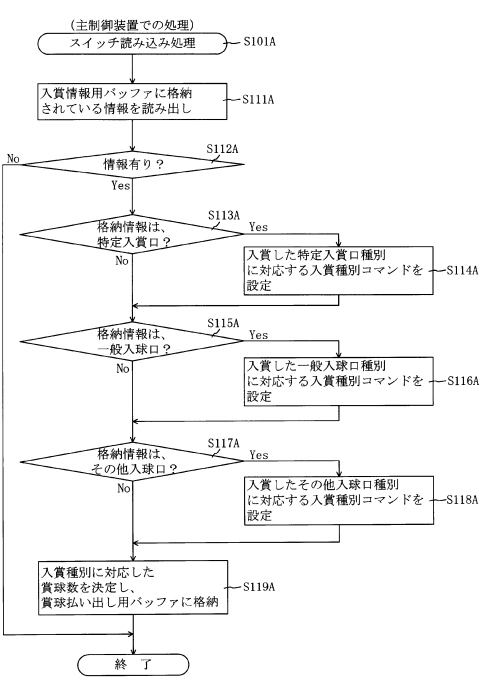 (主制御装置での処理)
スイッチ読み込み処理
S101A
入賞情報用バッファに格納
されている情報を読み出し
S111A
S112A
No
情報有り？
Yes
S113A
格納情報は、
特定入賞口？
Yes
No
入賞した特定入賞口種別
に対応する入賞種別コマンドを
設定
S114A
S115A
格納情報は、
一般入球口？
Yes
No
入賞した一般入球口種別
に対応する入賞種別コマンドを
設定
S116A
S117A
格納情報は、
その他入球口？
Yes
No
入賞したその他入球口種別
に対応する入賞種別コマンドを
設定
S118A
入賞種別に対応した
賞球数を決定し、
賞球払い出し用バッファに格納
S119A
終 了